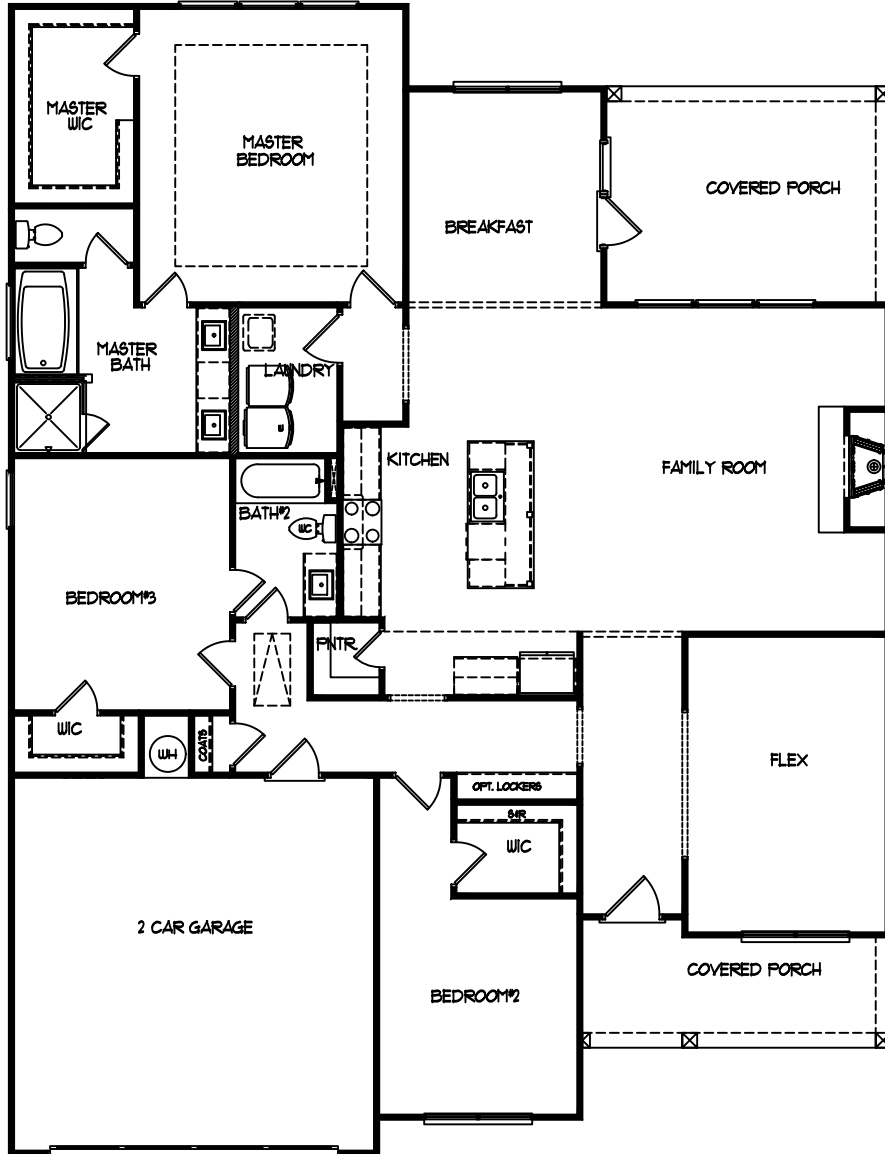 MASTER
WIC
MASTER
BEDROOM
COVERED PORCH
BREAKFAST
MASTER
BATH
LAUNDRY
KITCHEN
FAMILY ROOM
BATH#2
WC
BEDROOM#3
PNTR.
WIC
WH
COATS
FLEX
OPT. LOCKERS
S&R
WIC
2 CAR GARAGE
COVERED PORCH
BEDROOM#2